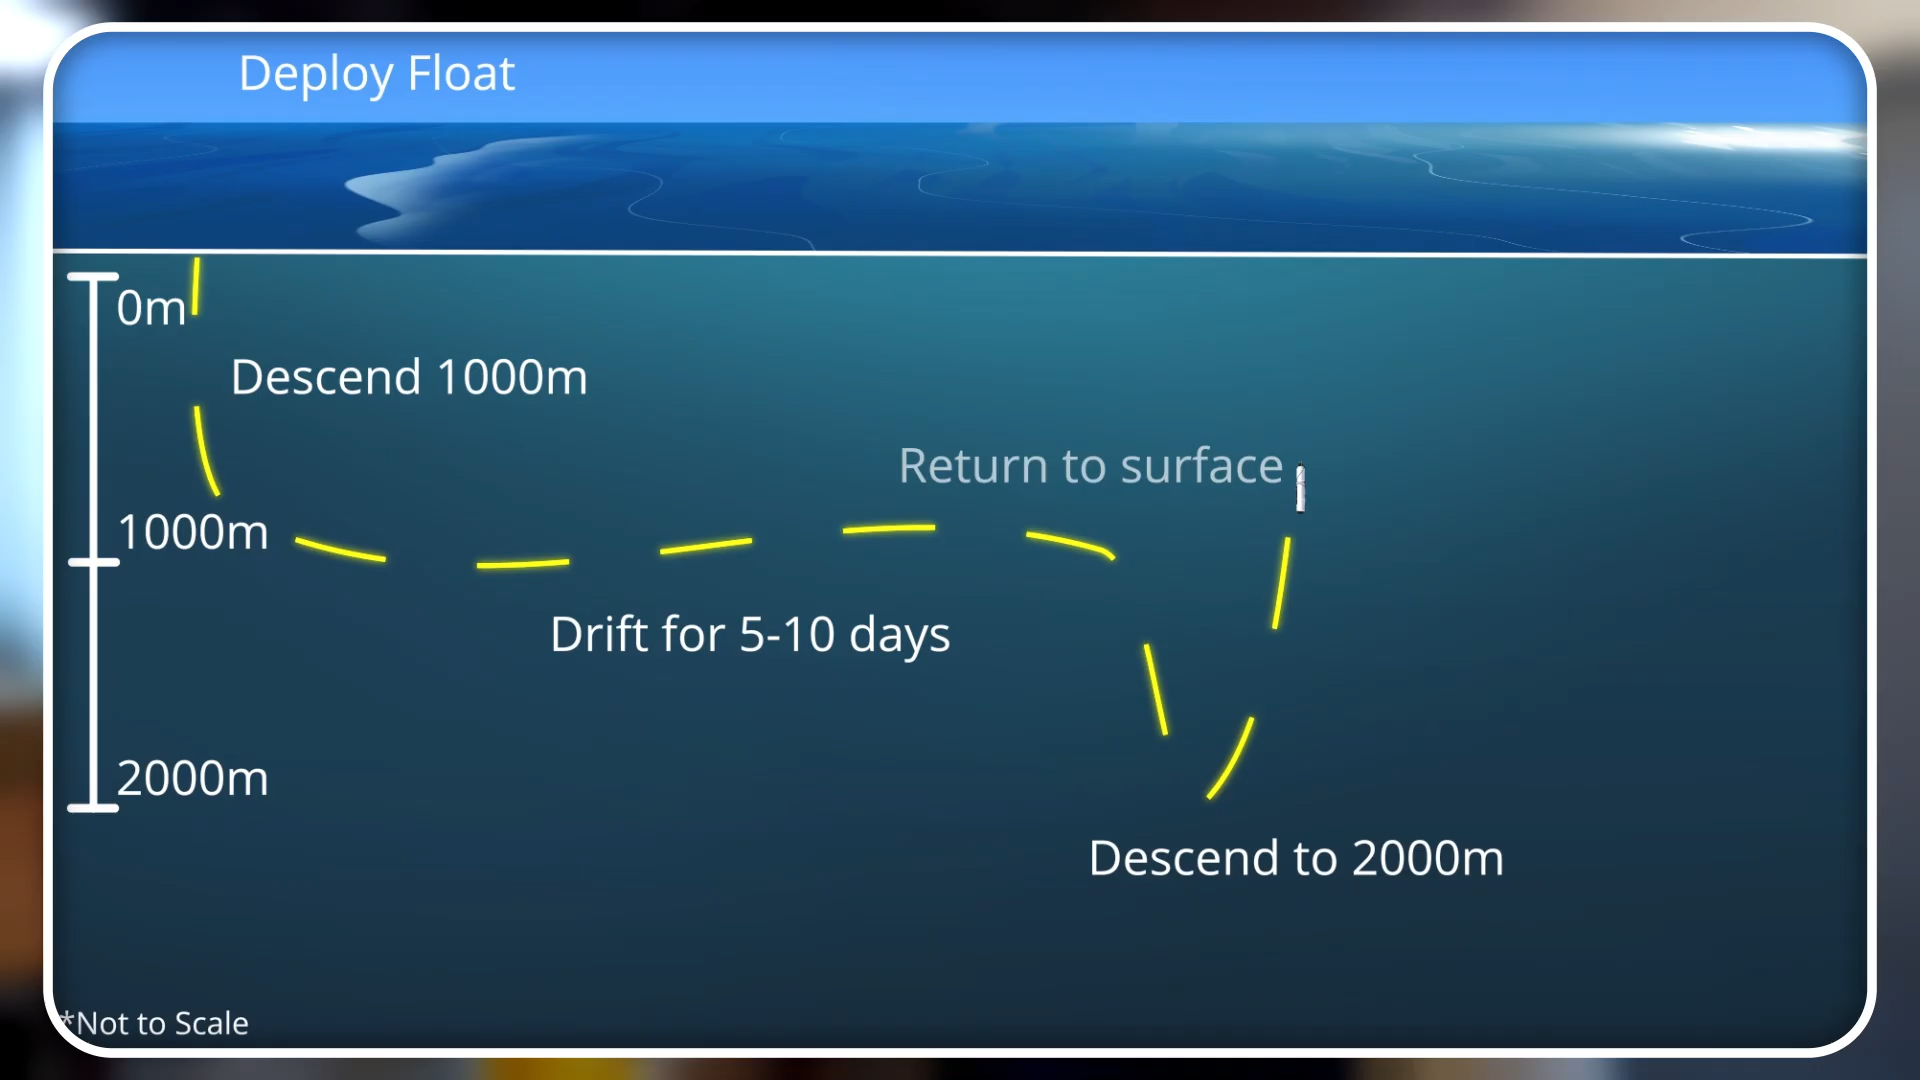 Deploy Float
0m
Descend 1000m
Return to surface
1000m
Drift for 5-10 days
2000m
Descend to 2000m
*Not to Scale